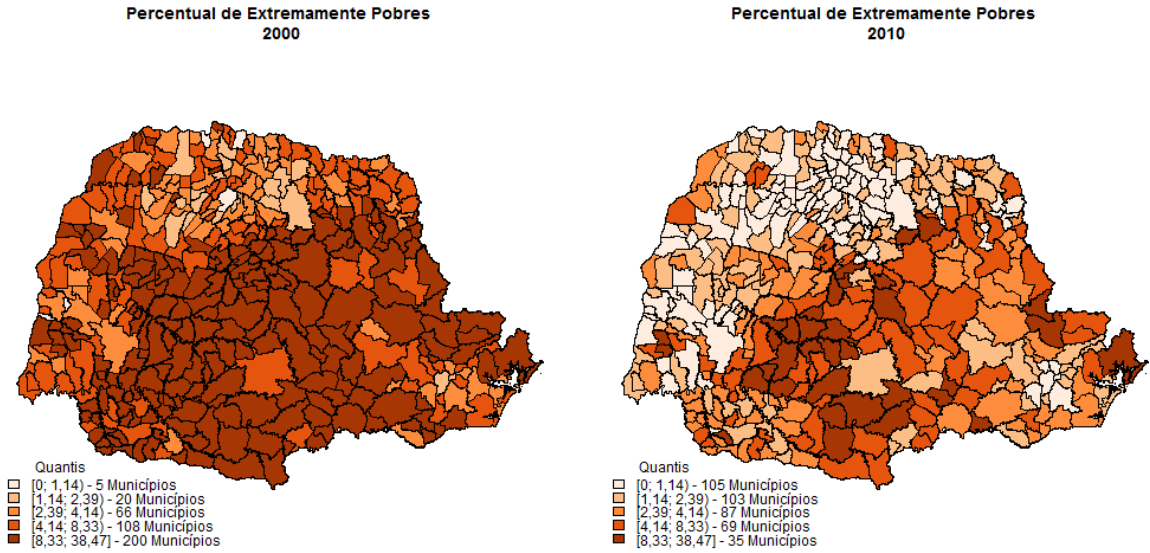 Percentual de Extremamente Pobres
2000
Quantis
[0; 1,14) - 5 Municípios
[1,14; 2,39) - 20 Municípios
[2,39; 4,14) - 66 Municípios
[4,14; 8,33) - 108 Municípios
[8,33; 38,47] - 200 Municípios
Percentual de Extremamente Pobres
2010
Quantis
[0; 1,14) - 105 Municípios
[1,14; 2,39) - 103 Municípios
[2,39; 4,14) - 87 Municípios
[4,14; 8,33) - 69 Municípios
[8,33; 38,47] - 35 Municípios